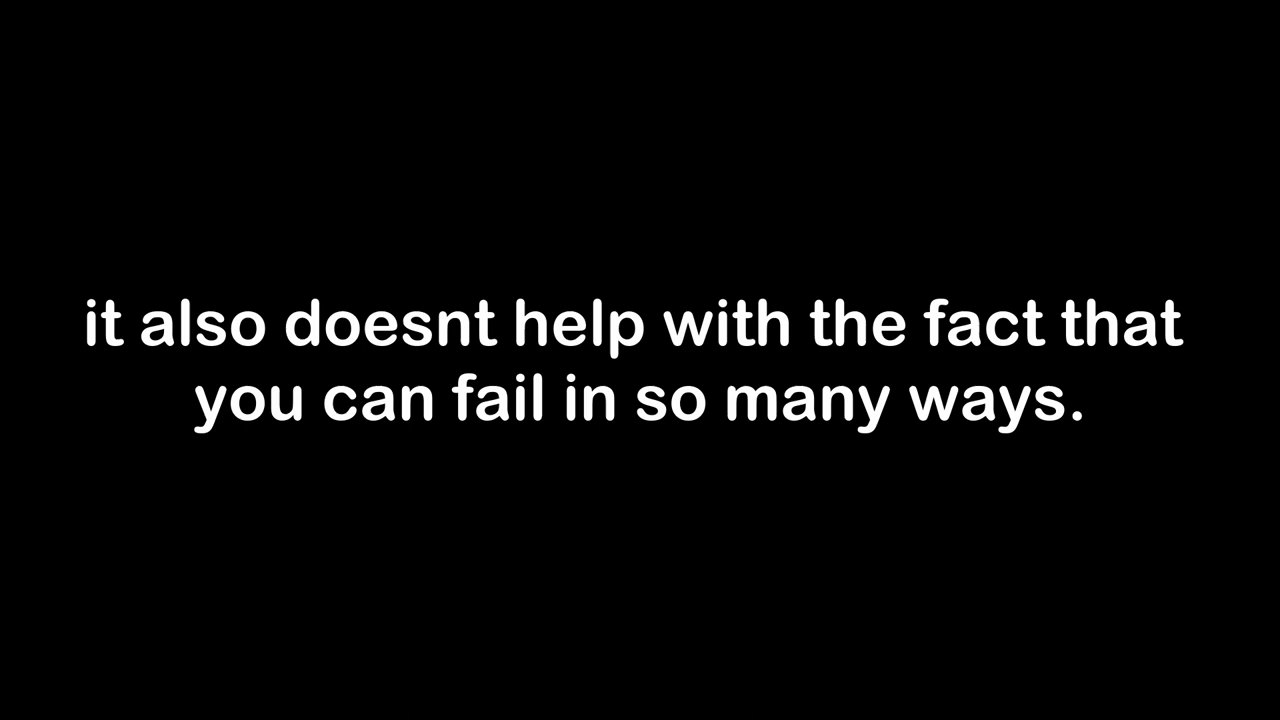 it also doesnt help with the fact that
you can fail in so many ways.